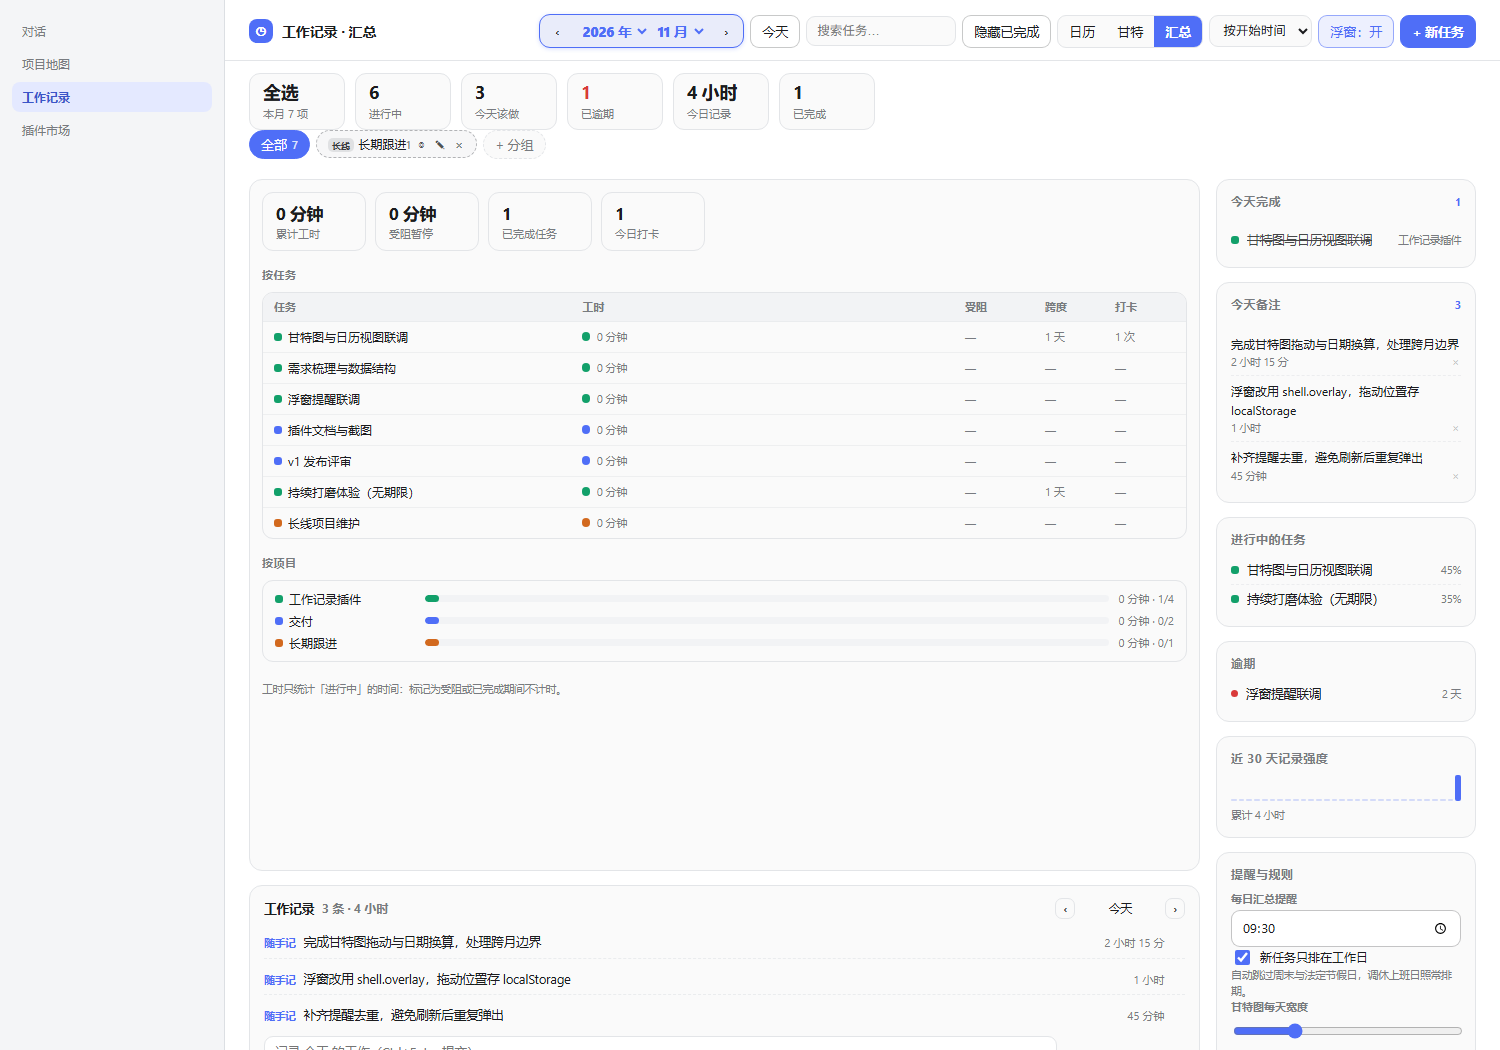 对话
项目地图
工作记录
插件市场
工作记录 · 汇总
‹ 2026 年 11 月 ›
今天
搜索任务...
隐藏已完成
日历 甘特 汇总
按开始时间
浮窗：开
+ 新任务
全选
本月 7 项
6
进行中
3
今天该做
1
已逾期
4 小时
今日记录
1
已完成
全部 7
长线 长期跟进1
×
+ 分组
0 分钟
累计工时
0 分钟
受阻暂停
1
已完成任务
1
今日打卡
按任务
任务 工时 受阻 跨度 打卡
甘特图与日历视图联调 0 分钟 — 1 天 1 次
需求梳理与数据结构 0 分钟 — — —
浮窗提醒联调 0 分钟 — — —
插件文档与截图 0 分钟 — — —
v1 发布评审 0 分钟 — — —
持续打磨体验（无期限） 0 分钟 — 1 天 —
长线项目维护 0 分钟 — — —
按项目
工作记录插件 0 分钟 · 1/4
交付 0 分钟 · 0/2
长期跟进 0 分钟 · 0/1
工时只统计「进行中」的时间：标记为受阻或已完成期间不计时。
工作记录 3 条 · 4 小时
‹ 今天 ›
随手记 完成甘特图拖动与日期换算，处理跨月边界 2 小时 15 分
随手记 浮窗改用 shell.overlay，拖动位置存 localStorage 1 小时
随手记 补齐提醒去重，避免刷新后重复弹出 45 分钟
今天完成 1
甘特图与日历视图联调 工作记录插件
今天备注 3
完成甘特图拖动与日期换算，处理跨月边界
2 小时 15 分 ×
浮窗改用 shell.overlay，拖动位置存
localStorage
1 小时 ×
补齐提醒去重，避免刷新后重复弹出
45 分钟 ×
进行中的任务
甘特图与日历视图联调 45%
持续打磨体验（无期限） 35%
逾期
浮窗提醒联调 2 天
近 30 天记录强度
累计 4 小时
提醒与规则
每日汇总提醒
09:30
新任务只排在工作日
自动跳过周末与法定节假日，调休上班日照常排
期。
甘特图每天宽度